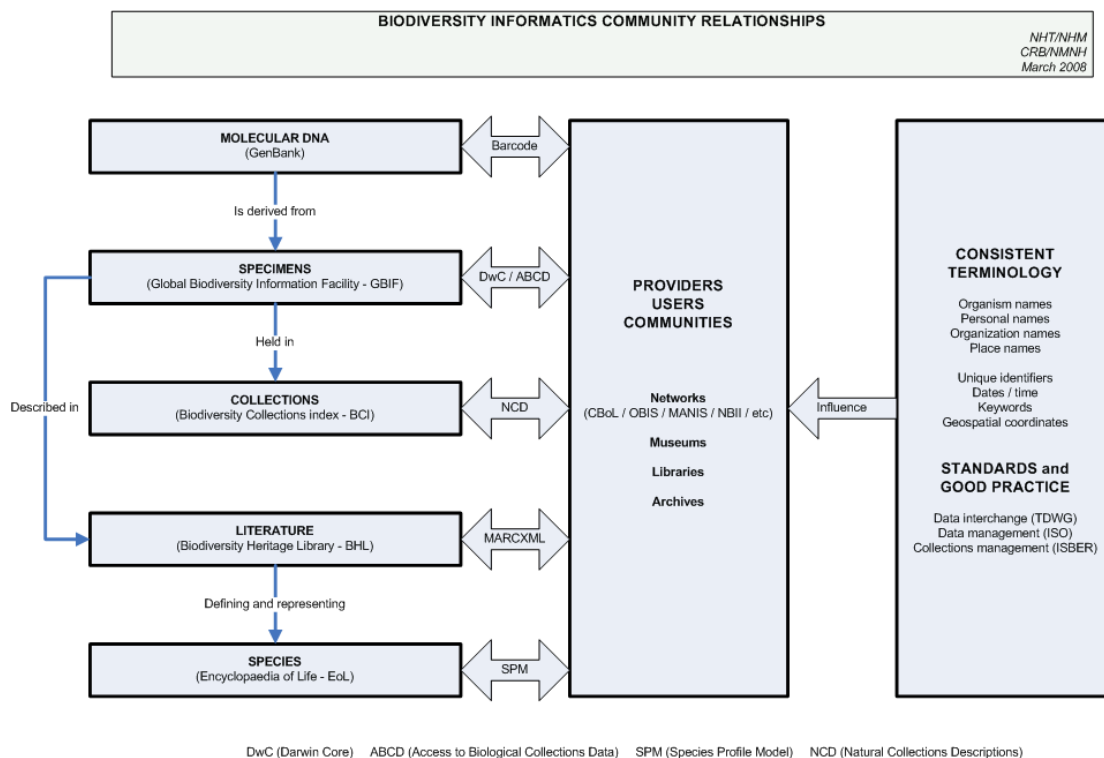 BIODIVERSITY INFORMATICS COMMUNITY RELATIONSHIPS
NHT/NHM
CRB/NMNH
March 2008
MOLECULAR DNA
(GenBank)
Barcode
Is derived from
SPECIMENS
(Global Biodiversity Information Facility - GBIF)
DwC / ABCD
Held in
COLLECTIONS
(Biodiversity Collections index - BCI)
NCD
Described in
LITERATURE
(Biodiversity Heritage Library - BHL)
MARCXML
Defining and representing
SPECIES
(Encyclopaedia of Life - EoL)
SPM
PROVIDERS
USERS
COMMUNITIES
Networks
(CBoL / OBIS / MANIS / NBII / etc)
Museums
Libraries
Archives
Influence
CONSISTENT
TERMINOLOGY
Organism names
Personal names
Organization names
Place names
Unique identifiers
Dates / time
Keywords
Geospatial coordinates
STANDARDS and
GOOD PRACTICE
Data interchange (TDWG)
Data management (ISO)
Collections management (ISBER)
DwC (Darwin Core) ABCD (Access to Biological Collections Data) SPM (Species Profile Model) NCD (Natural Collections Descriptions)